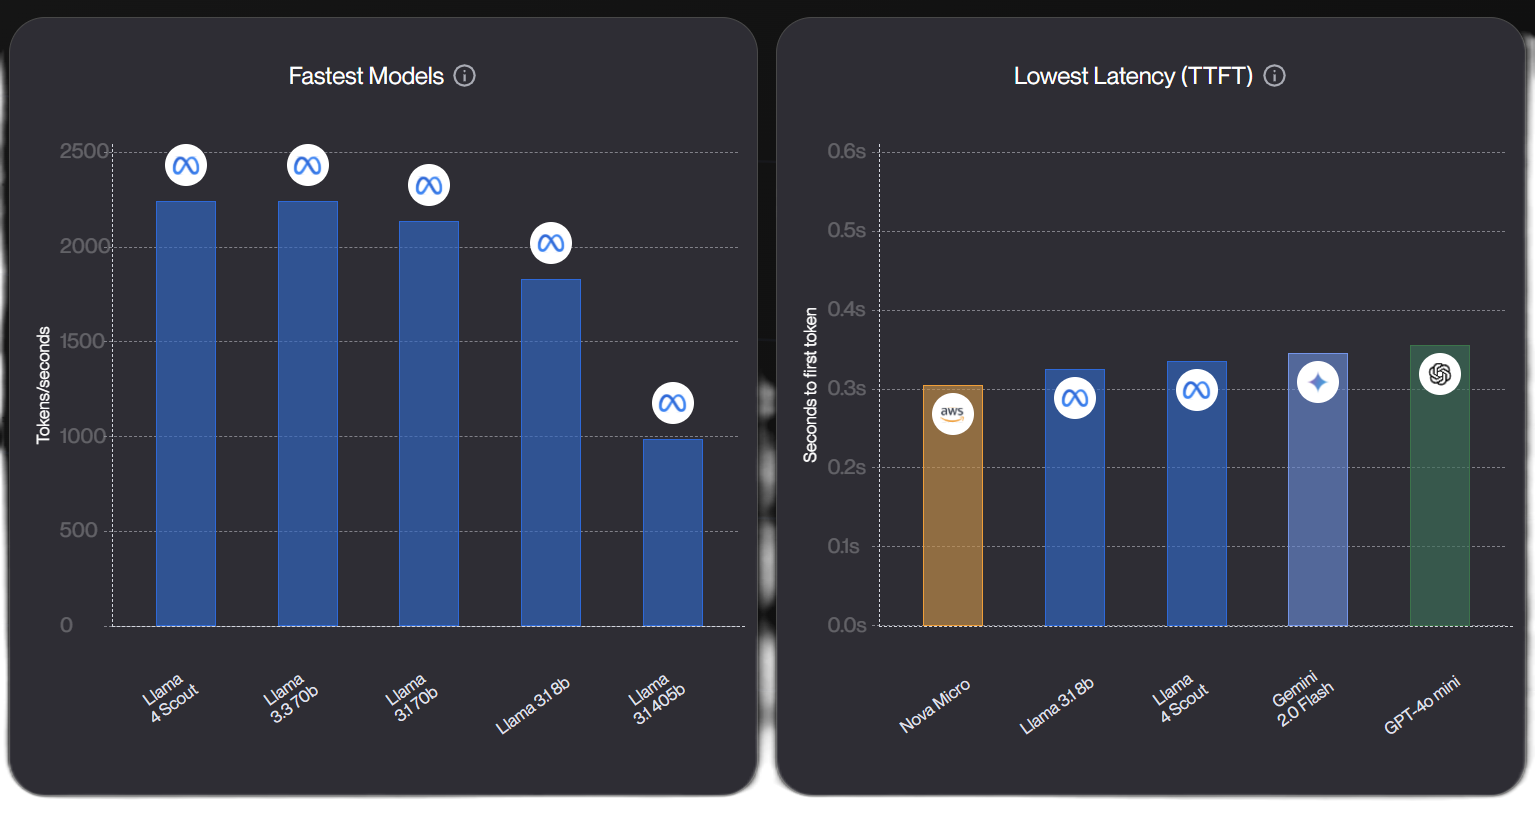 Fastest Models
Tokens/seconds
2500
2000
1500
1000
500
0
Llama
4 Scout
Llama
3.3 70b
Llama
3.1 70b
Llama 3.1 8b
Llama
3.1 405b
Lowest Latency (TTFT)
Seconds to first token
0.6s
0.5s
0.4s
0.3s
0.2s
0.1s
0.0s
aws
Nova Micro
Llama 3.1 8b
Llama
4 Scout
Gemini
2.0 Flash
GPT-4o mini